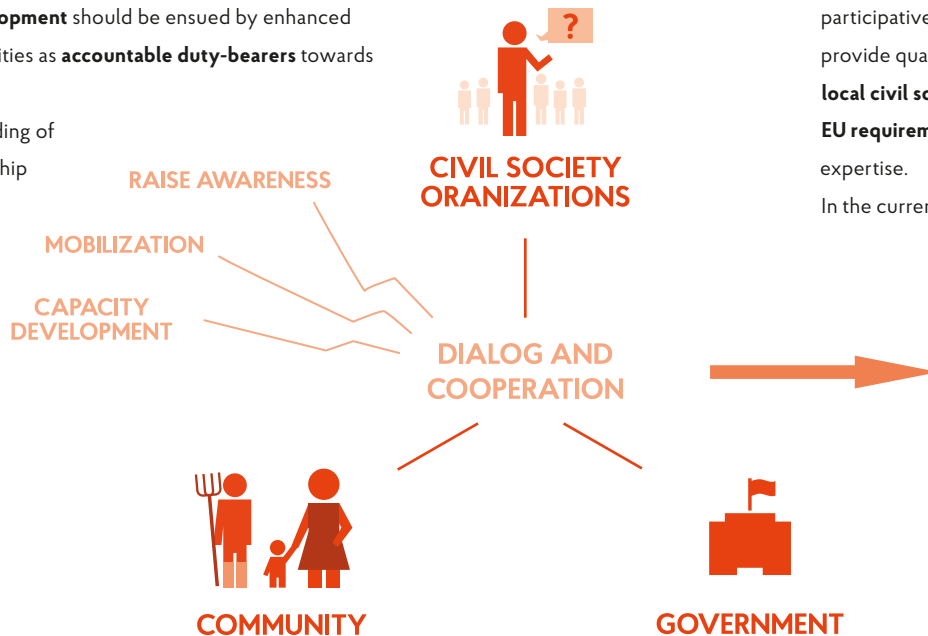 opment should be ensued by enhanced
ities as accountable duty-bearers towards
ding of
ship
participative
provide qua
local civil so
EU requirem
expertise.
In the curren
?
CIVIL SOCIETY
ORANIZATIONS
RAISE AWARENESS
MOBILIZATION
CAPACITY
DEVELOPMENT
DIALOG AND
COOPERATION
COMMUNITY
GOVERNMENT